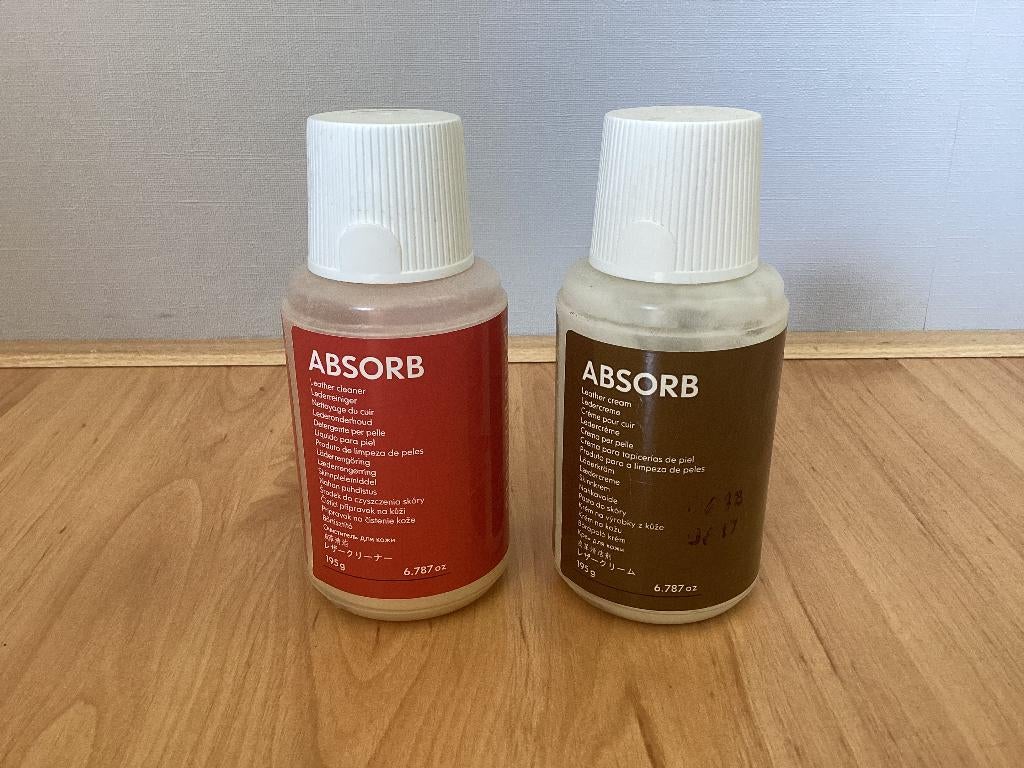 ABSORB
Leather cleaner
Lederreiniger
Nettoyage du cuir
Lederonderhoud
Detergente per pelle
Líquido para piel
Produto de limpeza de peles
Läderrengöring
Læderrengørring
Skinnpleiemiddel
Nahan puhdistus
Środek do czyszczenia skóry
Čisticí přípravek na kůži
Prípravok na čistenie kože
Bőrtisztító
Очиститель для кожи
レザークリーナー
195 g
6.787 oz
ABSORB
Leather cream
Ledercreme
Crème pour cuir
Ledercrème
Crema per pelle
Crema para tapicerías de piel
Produto para a limpeza de peles
Läderkräm
Lædercreme
Skinnkrem
Nahkavoide
Pasta do skóry
Krém na výrobky z kůže
Krém na kožu
Bőrápoló krém
Крем для кожи
レザークリーム
195 g
6.787 oz